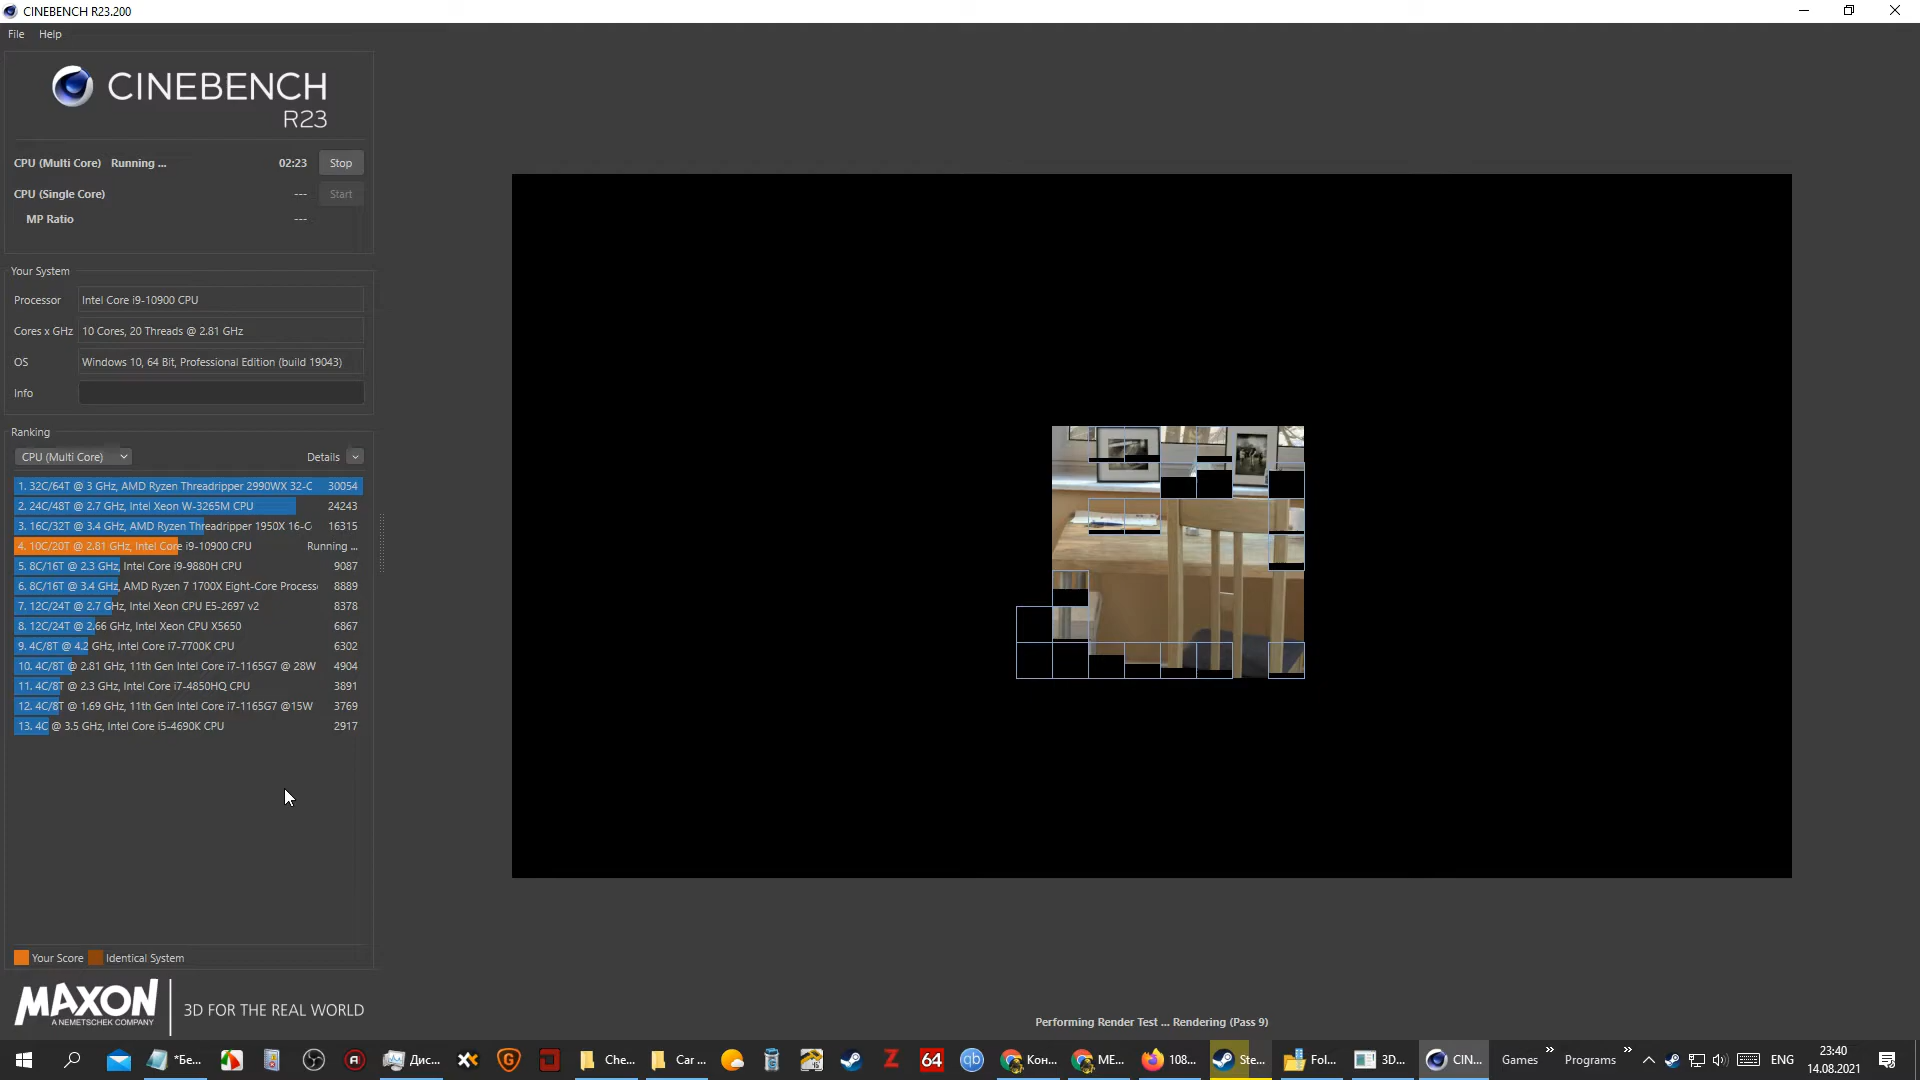 CINEBENCH R23.200
File Help
CINEBENCH
R23
CPU (Multi Core) Running ... 02:23 Stop
CPU (Single Core) --- Start
MP Ratio ---
Your System
Processor Intel Core i9-10900 CPU
Cores x GHz 10 Cores, 20 Threads @ 2.81 GHz
OS Windows 10, 64 Bit, Professional Edition (build 19043)
Info
Ranking
CPU (Multi Core) Details
1. 32C/64T @ 3 GHz, AMD Ryzen Threadripper 2990WX 32-C 30054
2. 24C/48T @ 2.7 GHz, Intel Xeon W-3265M CPU 24243
3. 16C/32T @ 3.4 GHz, AMD Ryzen Threadripper 1950X 16-C 16315
4. 10C/20T @ 2.81 GHz, Intel Core i9-10900 CPU Running ...
5. 8C/16T @ 2.3 GHz, Intel Core i9-9880H CPU 9087
6. 8C/16T @ 3.4 GHz, AMD Ryzen 7 1700X Eight-Core Process 8889
7. 12C/24T @ 2.7 GHz, Intel Xeon CPU E5-2697 v2 8378
8. 12C/24T @ 2.66 GHz, Intel Xeon CPU X5650 6867
9. 4C/8T @ 4.2 GHz, Intel Core i7-7700K CPU 6302
10. 4C/8T @ 2.81 GHz, 11th Gen Intel Core i7-1165G7 @ 28W 4904
11. 4C/8T @ 2.3 GHz, Intel Core i7-4850HQ CPU 3891
12. 4C/8T @ 1.69 GHz, 11th Gen Intel Core i7-1165G7 @15W 3769
13. 4C @ 3.5 GHz, Intel Core i5-4690K CPU 2917
Your Score Identical System
MAXON 3D FOR THE REAL WORLD
A NEMETSCHEK COMPANY
Performing Render Test ... Rendering (Pass 9)
*Бе... Дис... Che... Car ... 64 qb Кон... ME... 108... Ste... Fol... 3D... CIN... Games Programs ENG 23:40
14.08.2021